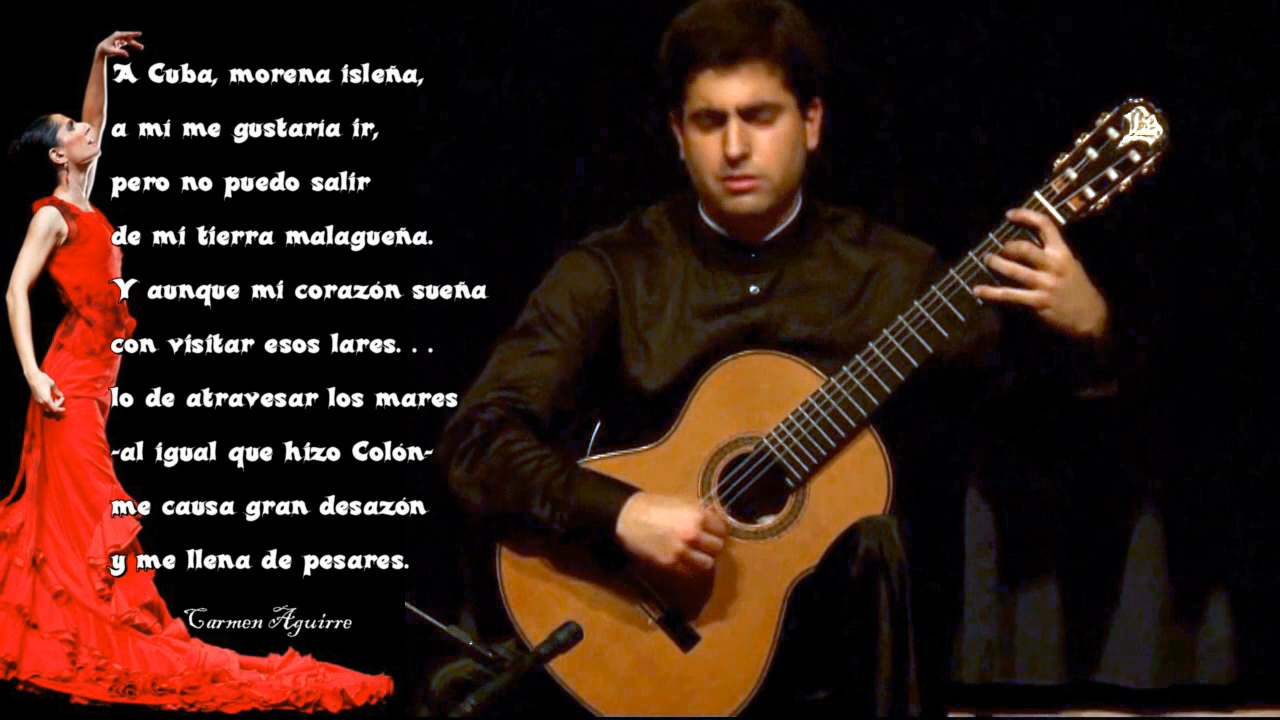 A Cuba, morena isleña,
a mí me gustaría ir,
pero no puedo salir
de mi tierra malagueña.
Y aunque mi corazón sueña
con visitar esos lares. . .
lo de atravesar los mares
-al igual que hizo Colón-
me causa gran desazón
y me llena de pesares.
Carmen Aguirre